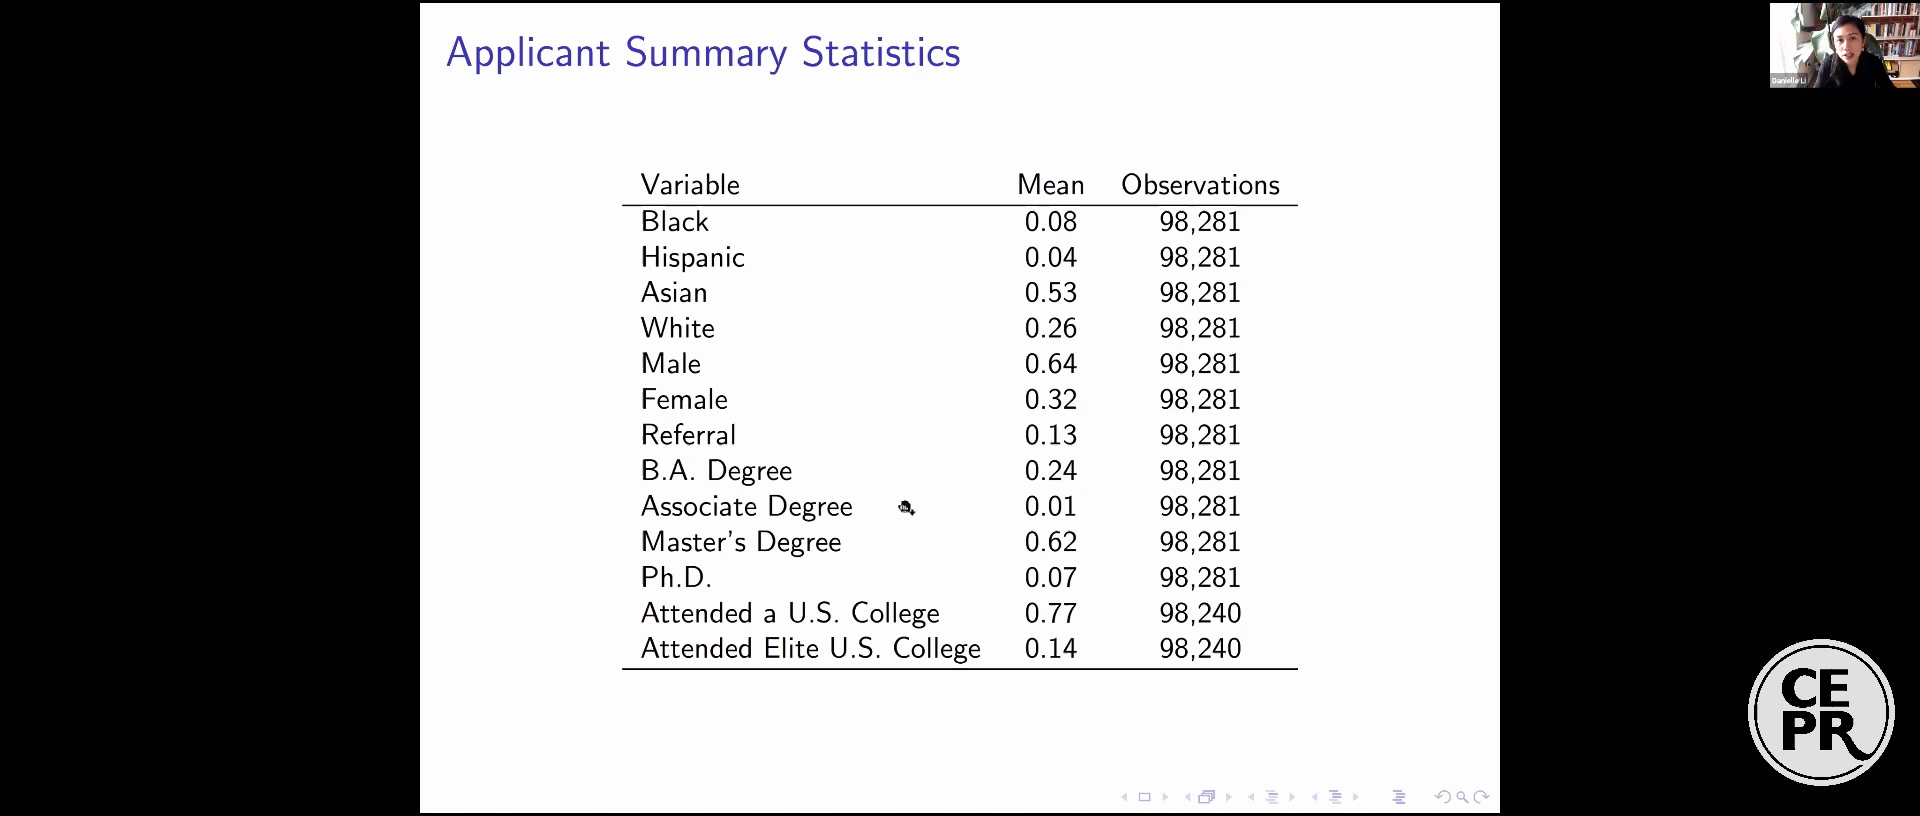 Applicant Summary Statistics
Variable Mean Observations
Black 0.08 98,281
Hispanic 0.04 98,281
Asian 0.53 98,281
White 0.26 98,281
Male 0.64 98,281
Female 0.32 98,281
Referral 0.13 98,281
B.A. Degree 0.24 98,281
Associate Degree 0.01 98,281
Master's Degree 0.62 98,281
Ph.D. 0.07 98,281
Attended a U.S. College 0.77 98,240
Attended Elite U.S. College 0.14 98,240
Danielle Li
CE
PR